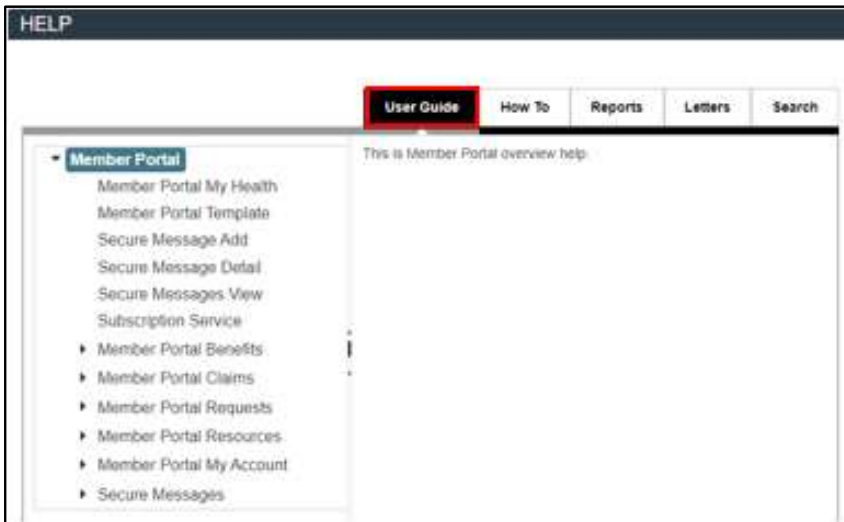 HELP
User Guide How To Reports Letters Search
Member Portal
This is Member Portal overview help
Member Portal My Health
Member Portal Template
Secure Message Add
Secure Message Detail
Secure Messages View
Subscription Service
Member Portal Benefits
Member Portal Claims
Member Portal Requests
Member Portal Resources
Member Portal My Account
Secure Messages